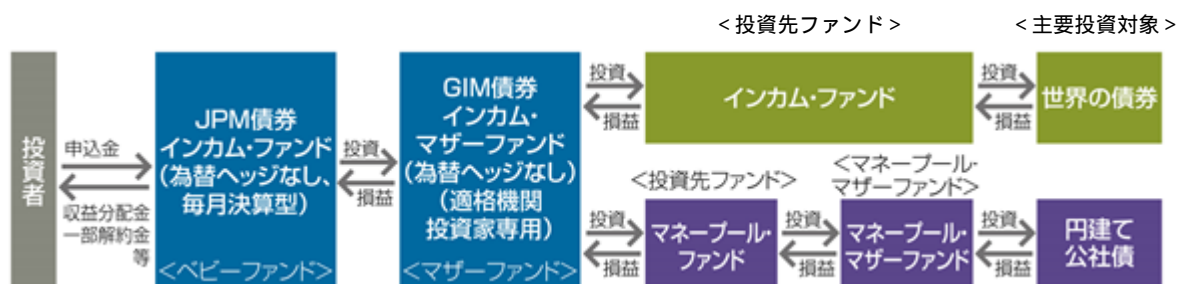 <投資先ファンド>
<主要投資対象>
投資者
申込金
収益分配金
一部解約金
等
JPM債券
インカム・ファンド
(為替ヘッジなし、
毎月決算型)
<ベビーファンド>
投資
損益
GIM債券
インカム・
マザーファンド
(為替ヘッジなし)
(適格機関
投資家専用)
<マザーファンド>
投資
損益
インカム・ファンド
投資
損益
世界の債券
投資
損益
<投資先ファンド>
マネープール・
ファンド
投資
損益
<マネープール・
マザーファンド>
マネープール・
マザーファンド
投資
損益
円建て
公社債